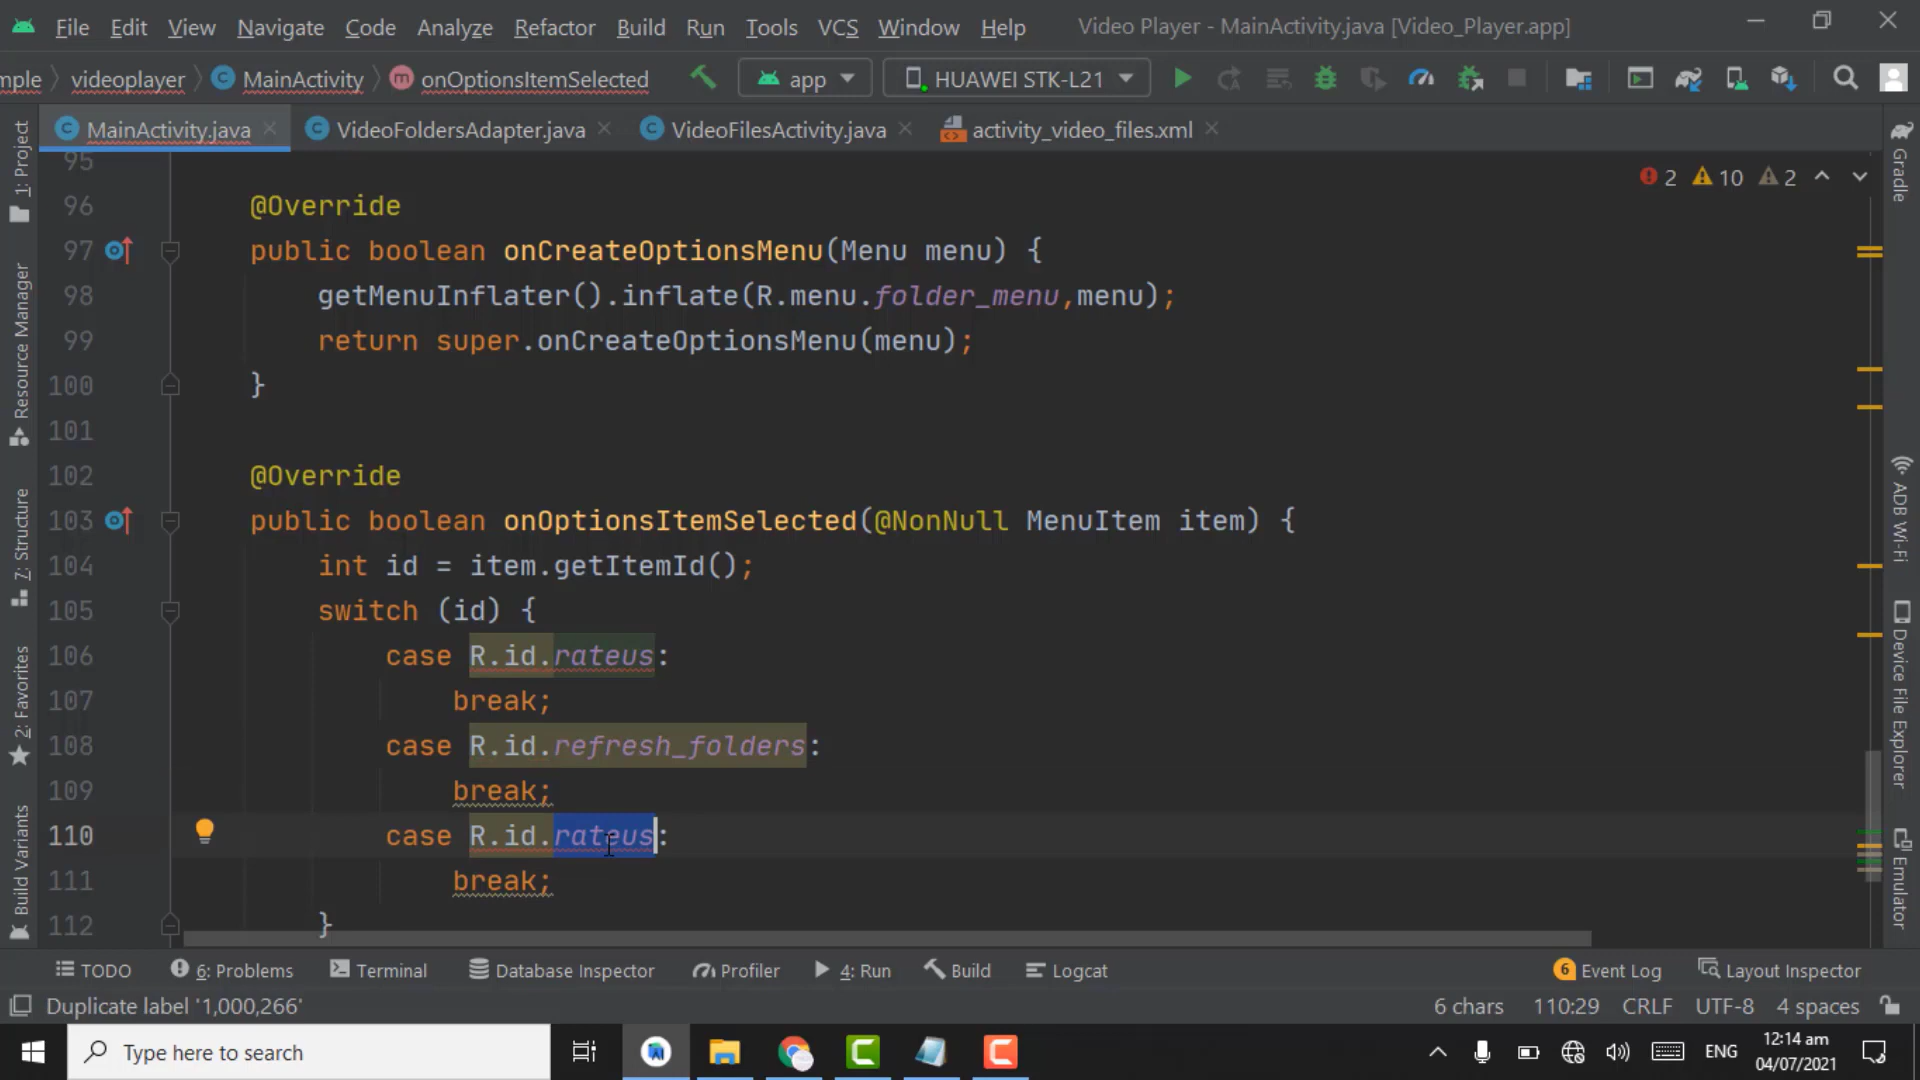 File Edit View Navigate Code Analyze Refactor Build Run Tools VCS Window Help Video Player - MainActivity.java [Video_Player.app]
mple videoplayer MainActivity onOptionsItemSelected app HUAWEI STK-L21
MainActivity.java VideoFoldersAdapter.java VideoFilesActivity.java activity_video_files.xml
2 10 2
95
96 @Override
97 public boolean onCreateOptionsMenu(Menu menu) {
98 getMenuInflater().inflate(R.menu.folder_menu,menu);
99 return super.onCreateOptionsMenu(menu);
100 }
101
102 @Override
103 public boolean onOptionsItemSelected(@NonNull MenuItem item) {
104 int id = item.getItemId();
105 switch (id) {
106 case R.id.rateus:
107 break;
108 case R.id.refresh_folders:
109 break;
110 case R.id.rateus:
111 break;
112 }
1: Project
Resource Manager
7: Structure
2: Favorites
Build Variants
Gradle
ADB Wi-Fi
Device File Explorer
Emulator
TODO 6: Problems Terminal Database Inspector Profiler 4: Run Build Logcat 6 Event Log Layout Inspector
Duplicate label '1,000,266' 6 chars 110:29 CRLF UTF-8 4 spaces
Type here to search ENG 12:14 am
04/07/2021